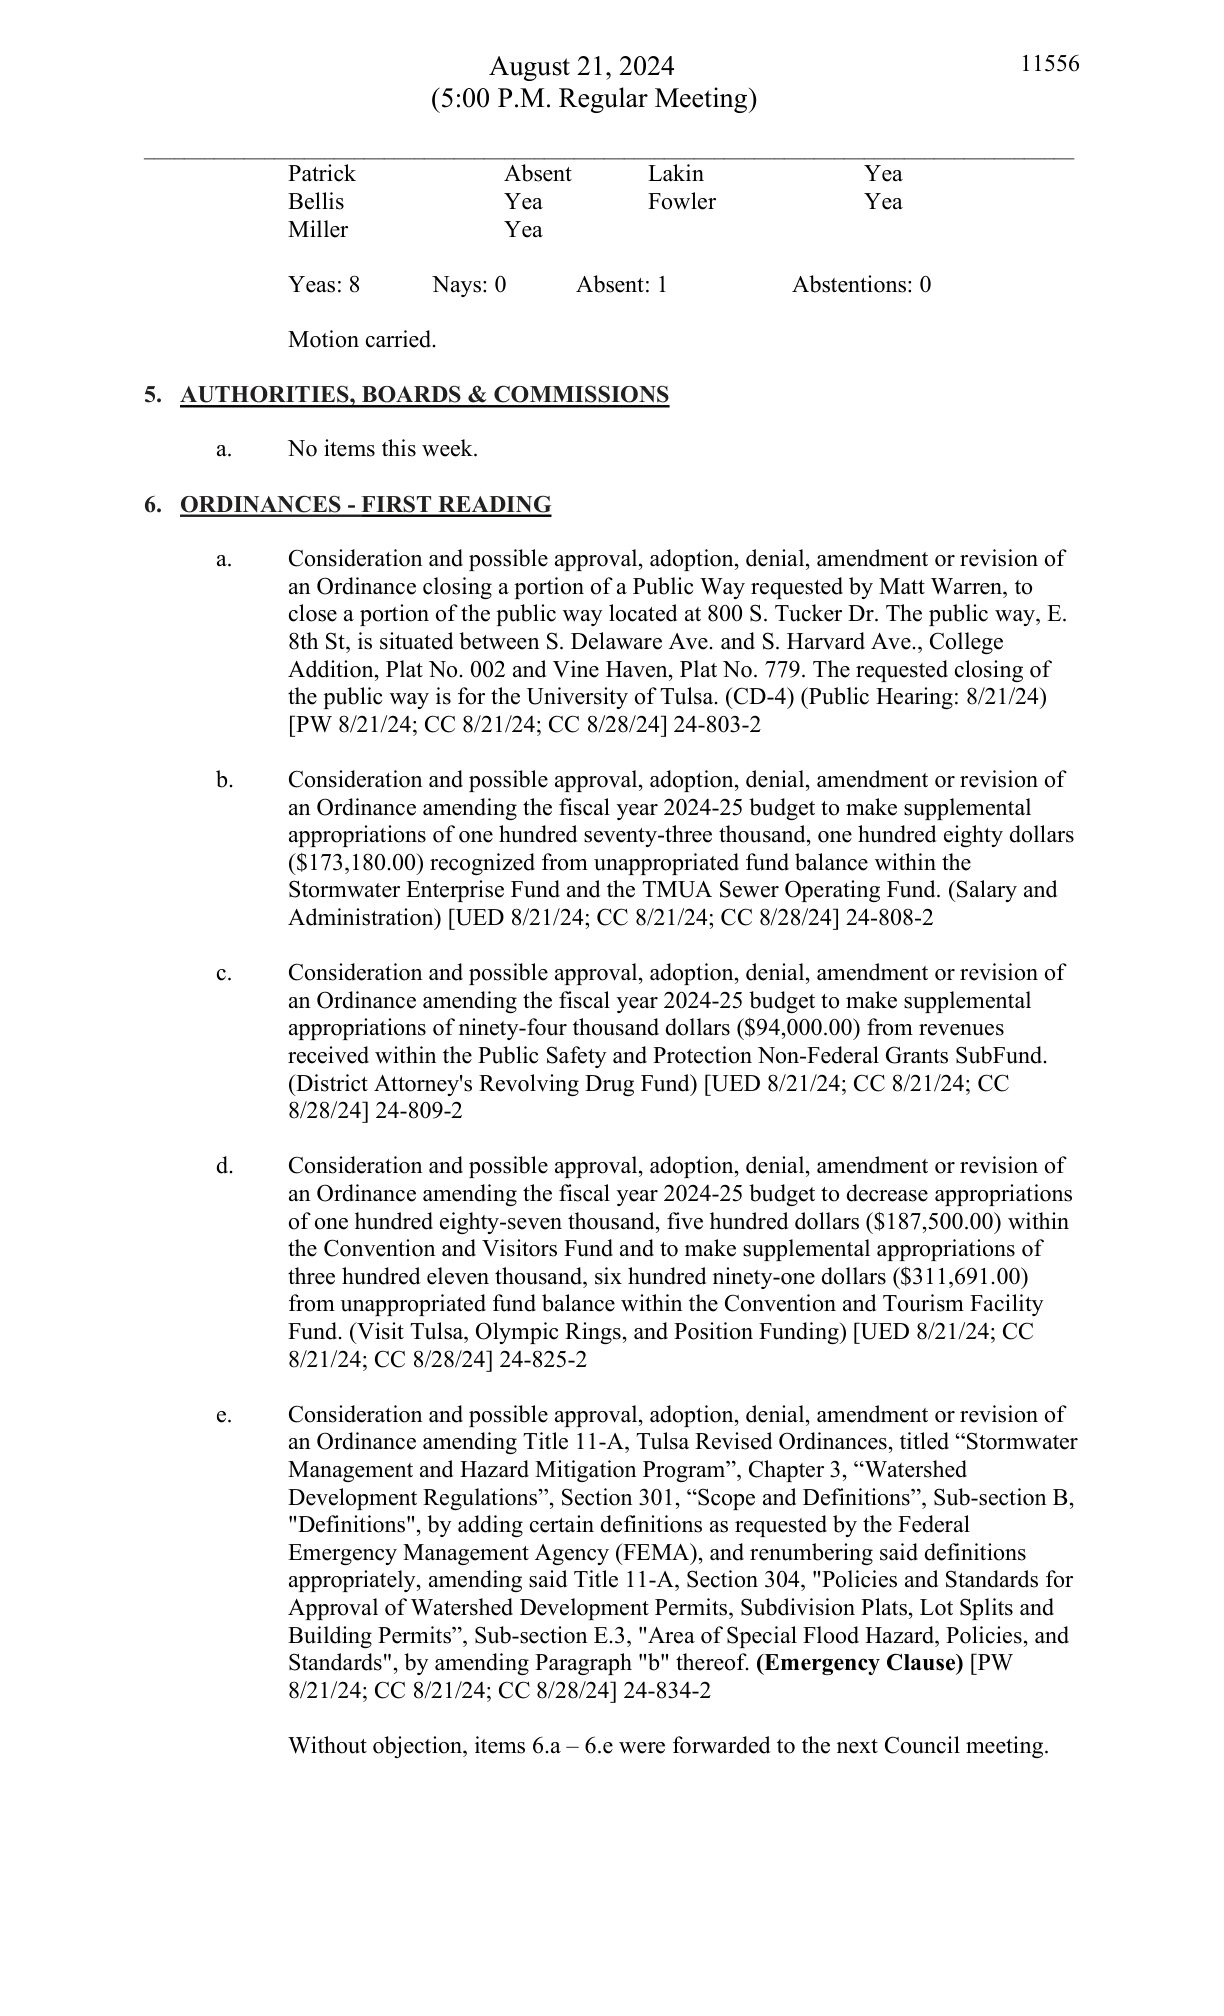 August 21, 2024 11556
(5:00 P.M. Regular Meeting)
Patrick Absent Lakin Yea
Bellis Yea Fowler Yea
Miller Yea
Yeas: 8 Nays: 0 Absent: 1 Abstentions: 0
Motion carried.
5. AUTHORITIES, BOARDS & COMMISSIONS
a. No items this week.
6. ORDINANCES - FIRST READING
a. Consideration and possible approval, adoption, denial, amendment or revision of
an Ordinance closing a portion of a Public Way requested by Matt Warren, to
close a portion of the public way located at 800 S. Tucker Dr. The public way, E.
8th St, is situated between S. Delaware Ave. and S. Harvard Ave., College
Addition, Plat No. 002 and Vine Haven, Plat No. 779. The requested closing of
the public way is for the University of Tulsa. (CD-4) (Public Hearing: 8/21/24)
[PW 8/21/24; CC 8/21/24; CC 8/28/24] 24-803-2
b. Consideration and possible approval, adoption, denial, amendment or revision of
an Ordinance amending the fiscal year 2024-25 budget to make supplemental
appropriations of one hundred seventy-three thousand, one hundred eighty dollars
($173,180.00) recognized from unappropriated fund balance within the
Stormwater Enterprise Fund and the TMUA Sewer Operating Fund. (Salary and
Administration) [UED 8/21/24; CC 8/21/24; CC 8/28/24] 24-808-2
c. Consideration and possible approval, adoption, denial, amendment or revision of
an Ordinance amending the fiscal year 2024-25 budget to make supplemental
appropriations of ninety-four thousand dollars ($94,000.00) from revenues
received within the Public Safety and Protection Non-Federal Grants SubFund.
(District Attorney's Revolving Drug Fund) [UED 8/21/24; CC 8/21/24; CC
8/28/24] 24-809-2
d. Consideration and possible approval, adoption, denial, amendment or revision of
an Ordinance amending the fiscal year 2024-25 budget to decrease appropriations
of one hundred eighty-seven thousand, five hundred dollars ($187,500.00) within
the Convention and Visitors Fund and to make supplemental appropriations of
three hundred eleven thousand, six hundred ninety-one dollars ($311,691.00)
from unappropriated fund balance within the Convention and Tourism Facility
Fund. (Visit Tulsa, Olympic Rings, and Position Funding) [UED 8/21/24; CC
8/21/24; CC 8/28/24] 24-825-2
e. Consideration and possible approval, adoption, denial, amendment or revision of
an Ordinance amending Title 11-A, Tulsa Revised Ordinances, titled “Stormwater
Management and Hazard Mitigation Program”, Chapter 3, “Watershed
Development Regulations”, Section 301, “Scope and Definitions”, Sub-section B,
"Definitions", by adding certain definitions as requested by the Federal
Emergency Management Agency (FEMA), and renumbering said definitions
appropriately, amending said Title 11-A, Section 304, "Policies and Standards for
Approval of Watershed Development Permits, Subdivision Plats, Lot Splits and
Building Permits”, Sub-section E.3, "Area of Special Flood Hazard, Policies, and
Standards", by amending Paragraph "b" thereof. (Emergency Clause) [PW
8/21/24; CC 8/21/24; CC 8/28/24] 24-834-2
Without objection, items 6.a – 6.e were forwarded to the next Council meeting.